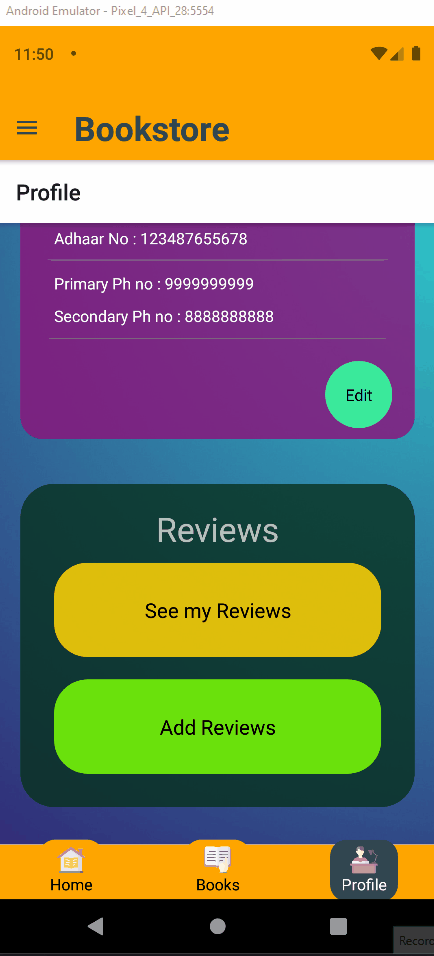 Android Emulator - Pixel_4_API_28:5554
11:50
Bookstore
Profile
Adhaar No : 123487655678
Primary Ph no : 9999999999
Secondary Ph no : 8888888888
Edit
Reviews
See my Reviews
Add Reviews
Home
Books
Profile
Record